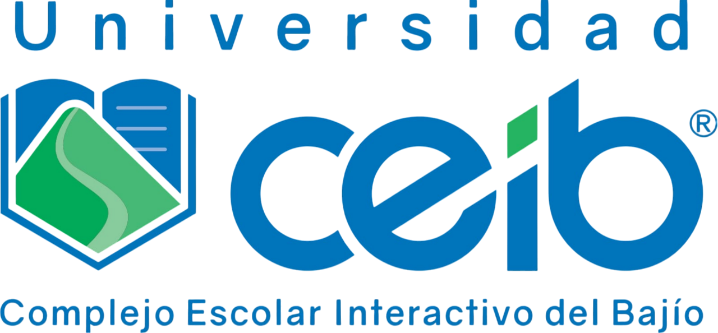 Universidad
ceib®
Complejo Escolar Interactivo del Bajío